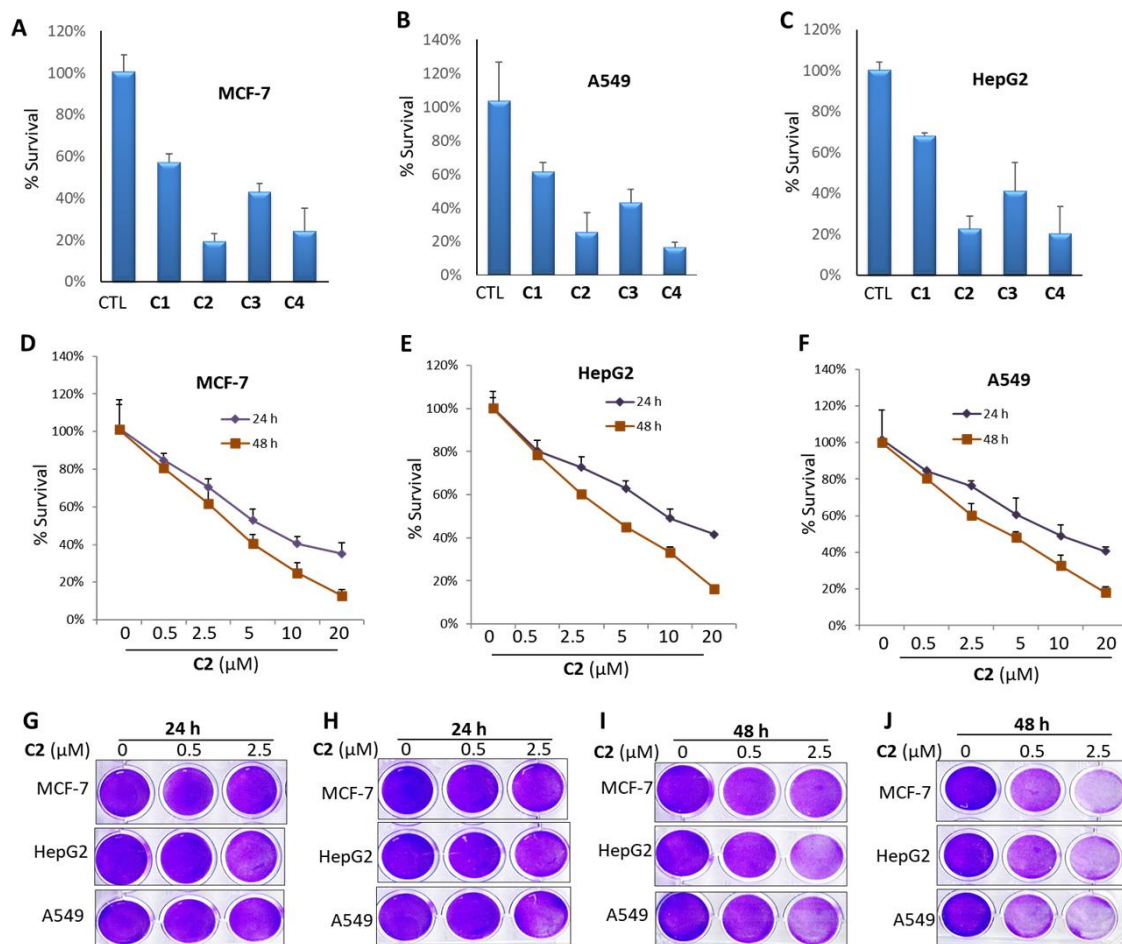 A
120%
100%
80%
60%
40%
20%
0%
% Survival
MCF-7
CTL C1 C2 C3 C4
B
140%
120%
100%
80%
60%
40%
20%
0%
% Survival
A549
CTL C1 C2 C3 C4
C
120%
100%
80%
60%
40%
20%
0%
% Survival
HepG2
CTL C1 C2 C3 C4
D
140%
120%
100%
80%
60%
40%
20%
0%
% Survival
MCF-7
24 h
48 h
0 0.5 2.5 5 10 20
C2 (µM)
E
120%
100%
80%
60%
40%
20%
0%
% Survival
HepG2
24 h
48 h
0 0.5 2.5 5 10 20
C2 (µM)
F
140%
120%
100%
80%
60%
40%
20%
0%
% Survival
A549
24 h
48 h
0 0.5 2.5 5 10 20
C2 (µM)
G
24 h
C2 (µM) 0 0.5 2.5
MCF-7
HepG2
A549
H
24 h
C2 (µM) 0 0.5 2.5
MCF-7
HepG2
A549
I
48 h
C2 (µM) 0 0.5 2.5
MCF-7
HepG2
A549
J
48 h
C2 (µM) 0 0.5 2.5
MCF-7
HepG2
A549